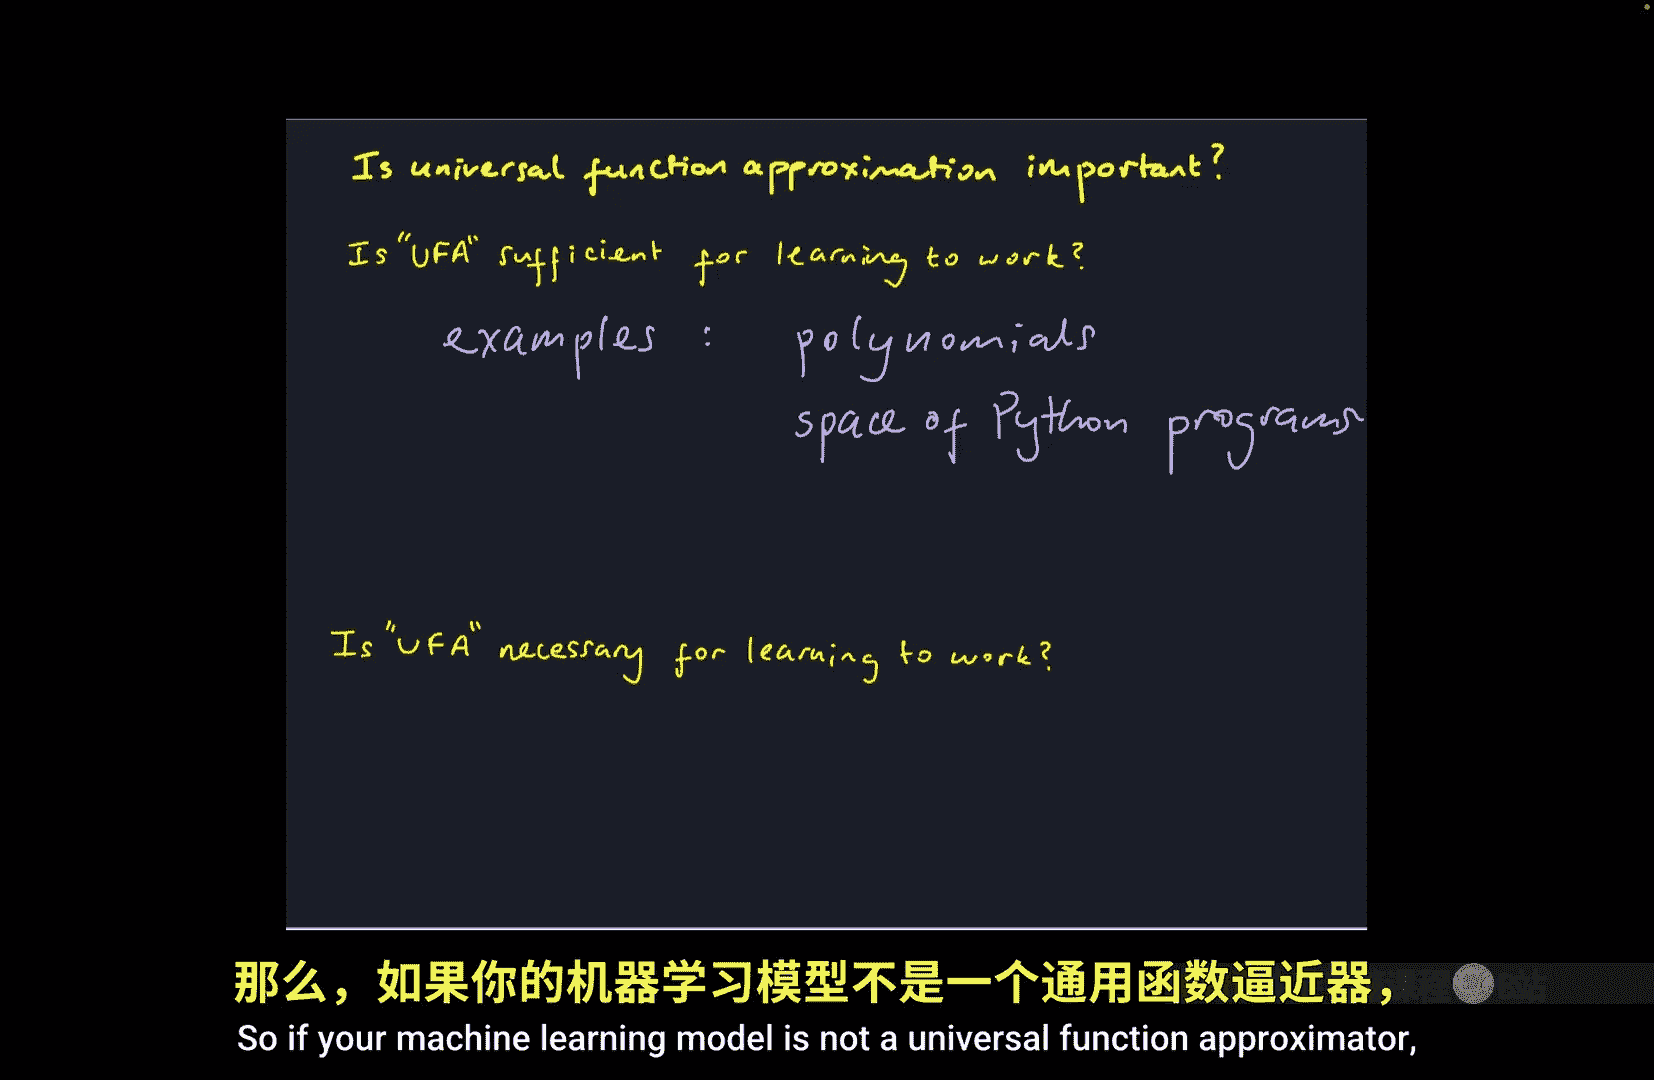 Is universal function approximation important?
Is "UFA" sufficient for learning to work?
examples : polynomials
space of Python programs
Is "UFA" necessary for learning to work?
那么，如果你的机器学习模型不是一个通用函数逼近器，
So if your machine learning model is not a universal function approximator,